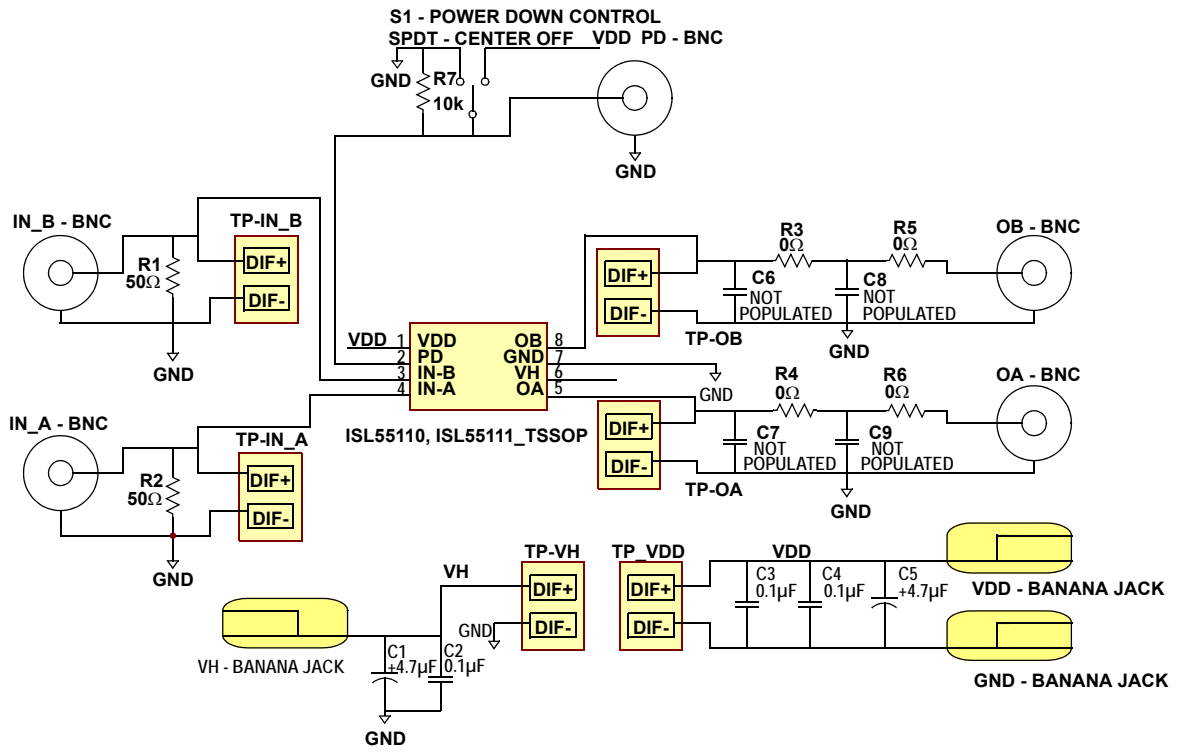 S1 - POWER DOWN CONTROL
SPDT - CENTER OFF VDD PD - BNC
GND
R7
10k
GND
IN_B - BNC
TP-IN_B
DIF+
DIF-
R1
50Ω
GND
R3
0Ω
R5
0Ω
OB - BNC
DIF+
DIF-
C6
NOT
POPULATED
C8
NOT
POPULATED
TP-OB
GND
VDD
1 VDD OB 8
2 PD GND 7
3 IN-B VH 6
4 IN-A OA 5
GND
ISL55110, ISL55111_TSSOP
R4
0Ω
R6
0Ω
OA - BNC
DIF+
DIF-
C7
NOT
POPULATED
C9
NOT
POPULATED
TP-OA
GND
IN_A - BNC
TP-IN_A
DIF+
DIF-
R2
50Ω
GND
TP-VH
VH
DIF+
DIF-
GND
VH - BANANA JACK
C1
+4.7µF
C2
0.1µF
GND
TP_VDD
VDD
DIF+
DIF-
C3
0.1µF
C4
0.1µF
C5
+4.7µF
VDD - BANANA JACK
GND - BANANA JACK